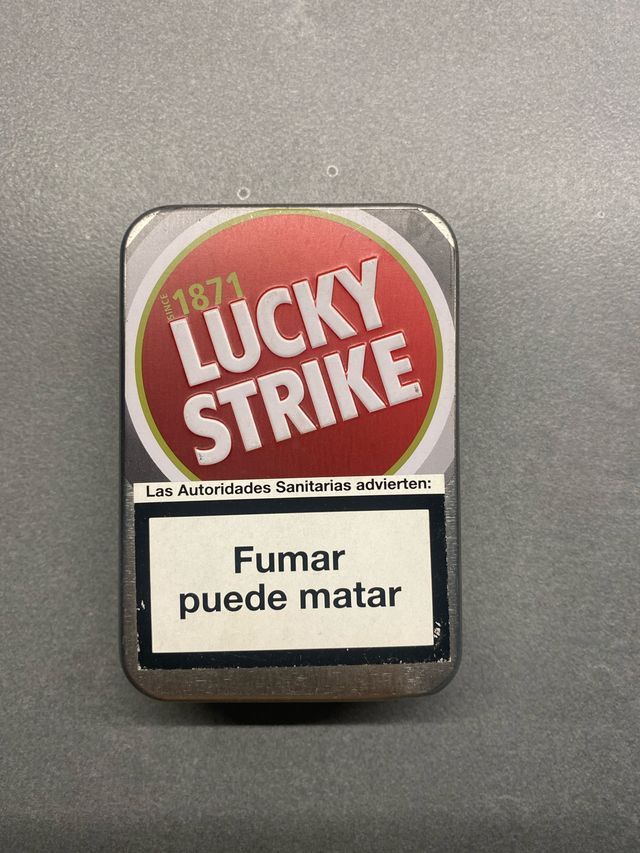 SINCE 1871
LUCKY
STRIKE
Las Autoridades Sanitarias advierten:
Fumar
puede matar